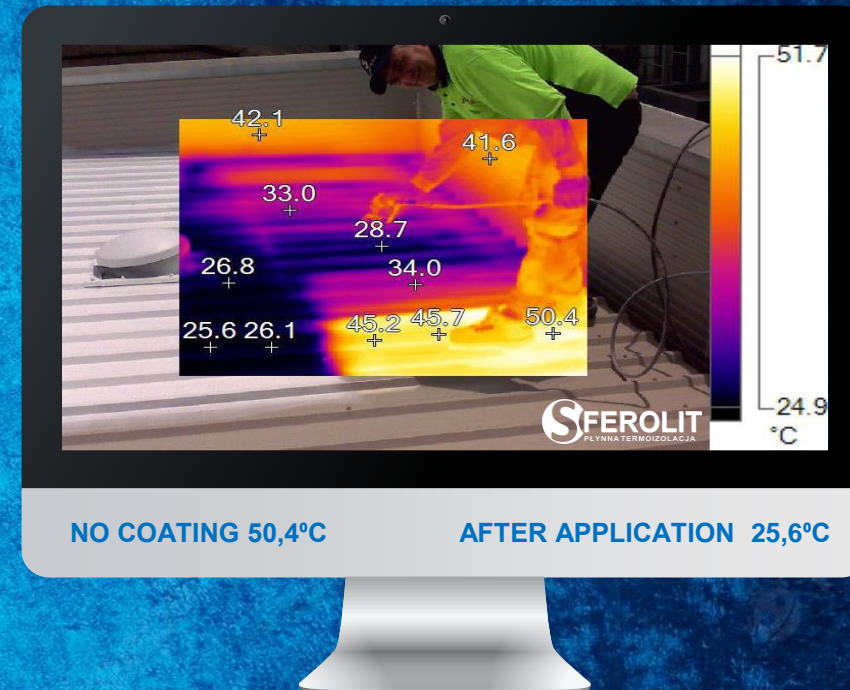 51.7
42.1
41.6
33.0
28.7
26.8
34.0
25.6 26.1
45.2 45.7
50.4
24.9
°C
SFEROLIT
PŁYNNA TERMOIZOLACJA
NO COATING 50,4ºC
AFTER APPLICATION 25,6ºC